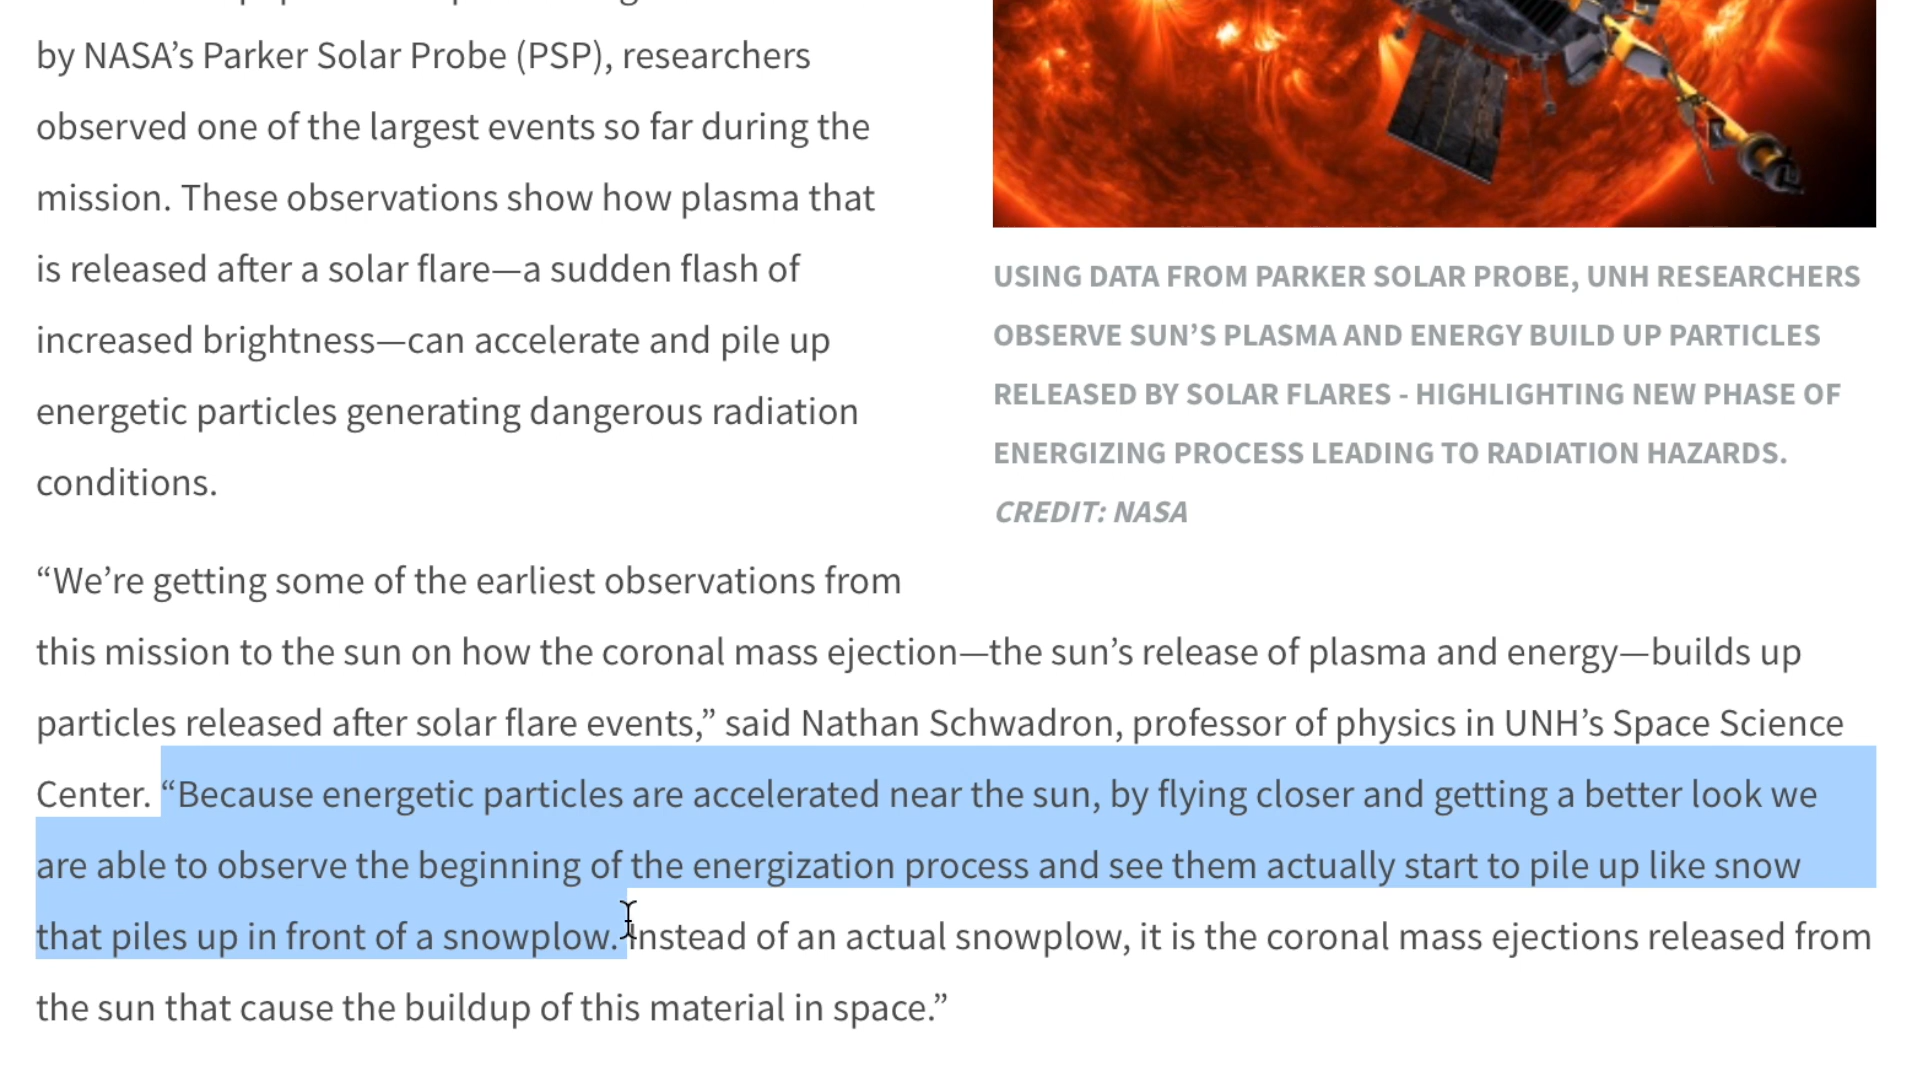 by NASA’s Parker Solar Probe (PSP), researchers
observed one of the largest events so far during the
mission. These observations show how plasma that
is released after a solar flare—a sudden flash of
increased brightness—can accelerate and pile up
energetic particles generating dangerous radiation
conditions.
USING DATA FROM PARKER SOLAR PROBE, UNH RESEARCHERS
OBSERVE SUN’S PLASMA AND ENERGY BUILD UP PARTICLES
RELEASED BY SOLAR FLARES - HIGHLIGHTING NEW PHASE OF
ENERGIZING PROCESS LEADING TO RADIATION HAZARDS.
CREDIT: NASA
“We’re getting some of the earliest observations from
this mission to the sun on how the coronal mass ejection—the sun’s release of plasma and energy—builds up
particles released after solar flare events,” said Nathan Schwadron, professor of physics in UNH’s Space Science
Center. “Because energetic particles are accelerated near the sun, by flying closer and getting a better look we
are able to observe the beginning of the energization process and see them actually start to pile up like snow
that piles up in front of a snowplow. Instead of an actual snowplow, it is the coronal mass ejections released from
the sun that cause the buildup of this material in space.”